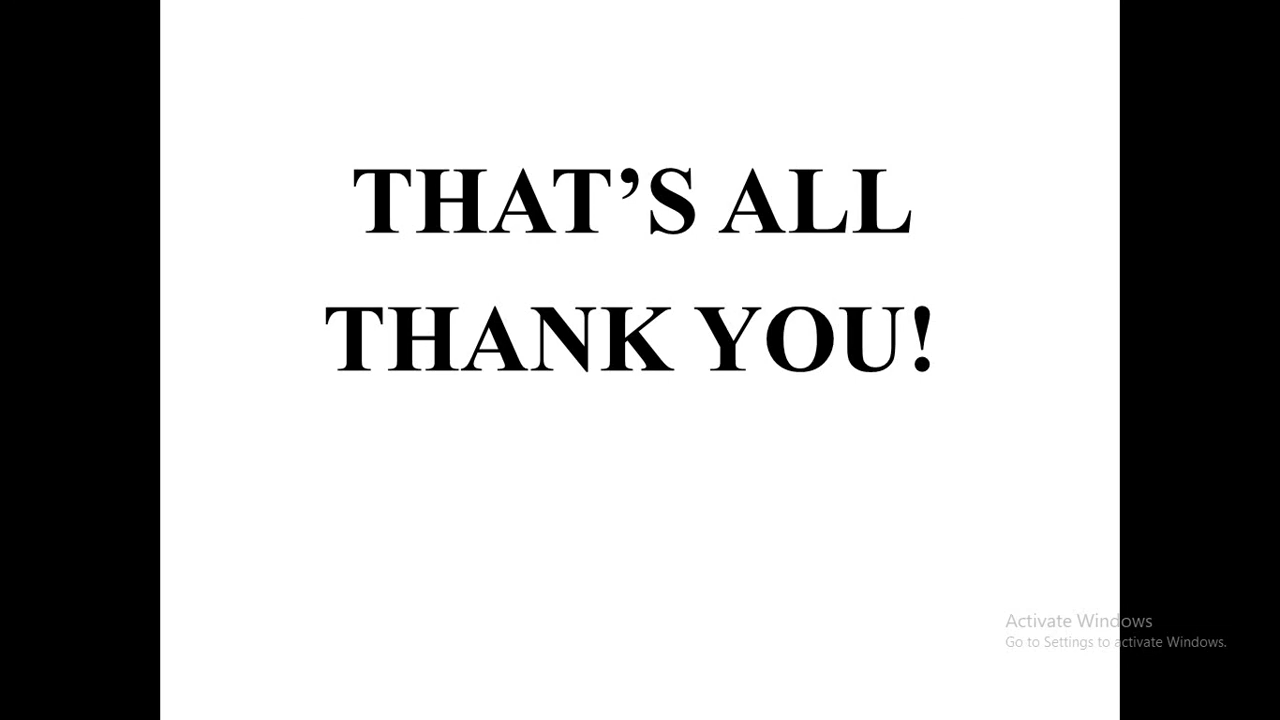 THAT’S ALL
THANK YOU!
Activate Windows
Go to Settings to activate Windows.